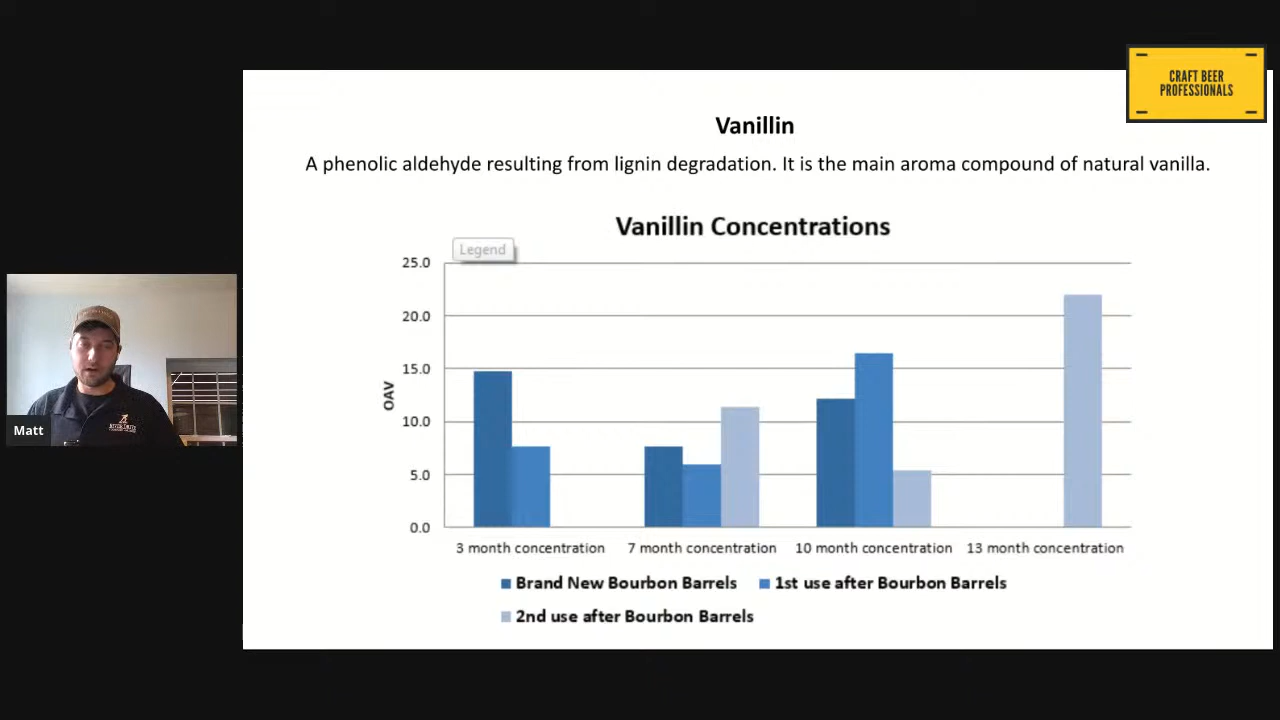 CRAFT BEER
PROFESSIONALS
Vanillin
A phenolic aldehyde resulting from lignin degradation. It is the main aroma compound of natural vanilla.
Vanillin Concentrations
Legend
25.0
20.0
15.0
10.0
5.0
0.0
OAV
3 month concentration
7 month concentration
10 month concentration
13 month concentration
Brand New Bourbon Barrels
1st use after Bourbon Barrels
2nd use after Bourbon Barrels
Matt